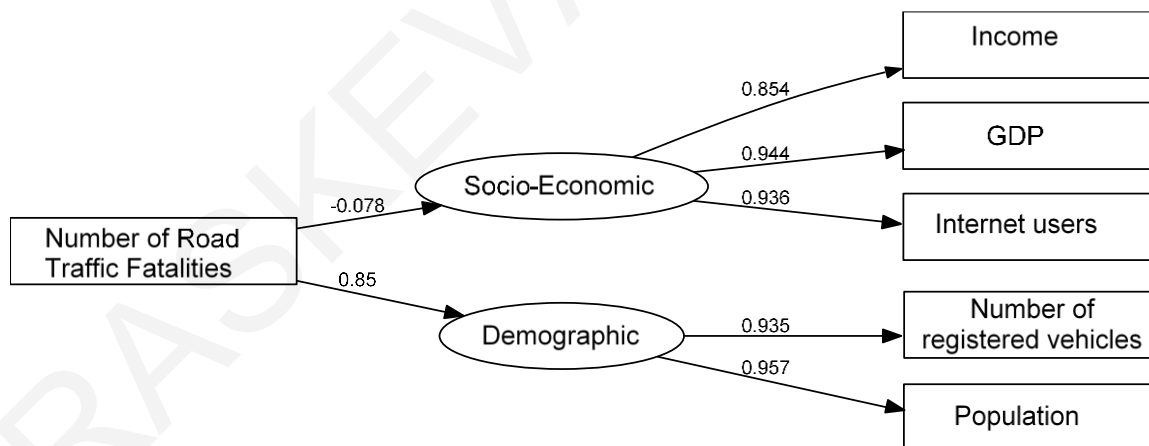 Income
0.854
GDP
0.944
Socio-Economic
0.936
-0.078
Internet users
Number of Road
Traffic Fatalities
0.85
Number of
registered vehicles
0.935
Demographic
0.957
Population
RASKEVA